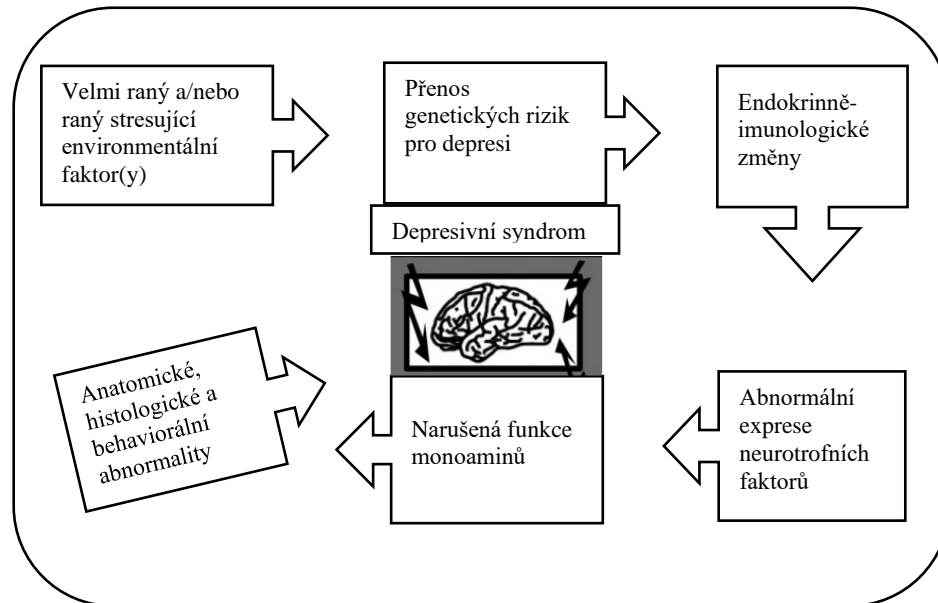 Velmi raný a/nebo
raný stresující
environmentální
faktor(y)
Přenos
genetických rizik
pro depresi
Endokrinně-
imunologické
změny
Depresivní syndrom
Anatomické,
histologické a
behaviorální
abnormality
Narušená funkce
monoaminů
Abnormální
exprese
neurotrofních
faktorů